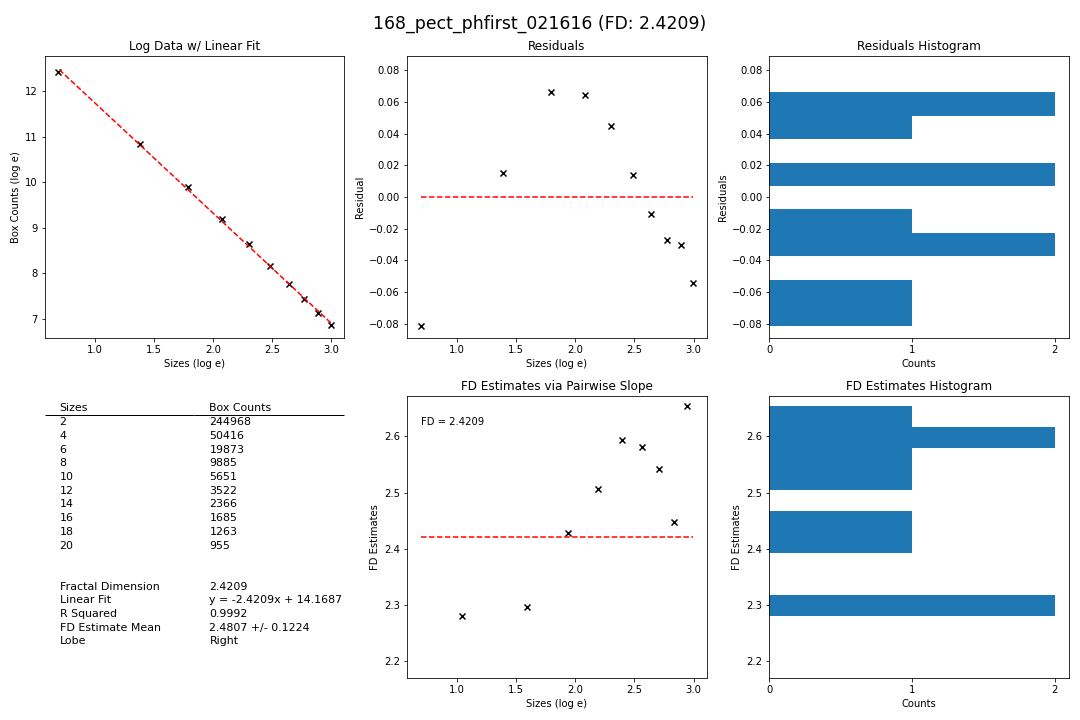 168_pect_phfirst_021616 (FD: 2.4209)
Log Data w/ Linear Fit
Box Counts (log e)
12
11
10
9
8
7
1.0 1.5 2.0 2.5 3.0
Sizes (log e)
Residuals
Residual
0.08
0.06
0.04
0.02
0.00
−0.02
−0.04
−0.06
−0.08
1.0 1.5 2.0 2.5 3.0
Sizes (log e)
Residuals Histogram
Residuals
0.08
0.06
0.04
0.02
0.00
−0.02
−0.04
−0.06
−0.08
0 1 2
Counts
Sizes Box Counts
2 244968
4 50416
6 19873
8 9885
10 5651
12 3522
14 2366
16 1685
18 1263
20 955
Fractal Dimension 2.4209
Linear Fit y = -2.4209x + 14.1687
R Squared 0.9992
FD Estimate Mean 2.4807 +/- 0.1224
Lobe Right
FD Estimates via Pairwise Slope
FD = 2.4209
FD Estimates
2.6
2.5
2.4
2.3
2.2
1.0 1.5 2.0 2.5 3.0
Sizes (log e)
FD Estimates Histogram
FD Estimates
2.6
2.5
2.4
2.3
2.2
0 1 2
Counts